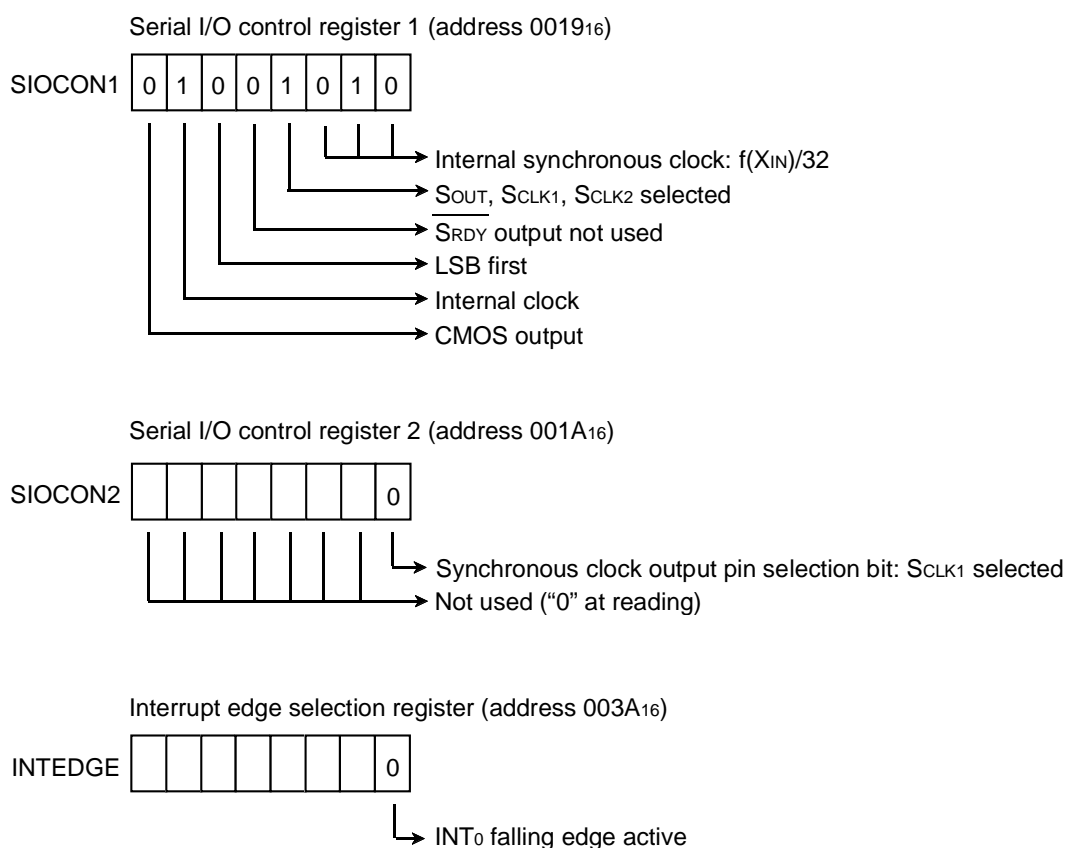 Serial I/O control register 1 (address 0019₁₆)
SIOCON1 0 1 0 0 1 0 1 0
Internal synchronous clock: f(XIN)/32
SOUT, SCLK1, SCLK2 selected
S̅R̅D̅Y̅ output not used
LSB first
Internal clock
CMOS output
Serial I/O control register 2 (address 001A₁₆)
SIOCON2 0
Synchronous clock output pin selection bit: SCLK1 selected
Not used (“0” at reading)
Interrupt edge selection register (address 003A₁₆)
INTEDGE 0
INT₀ falling edge active